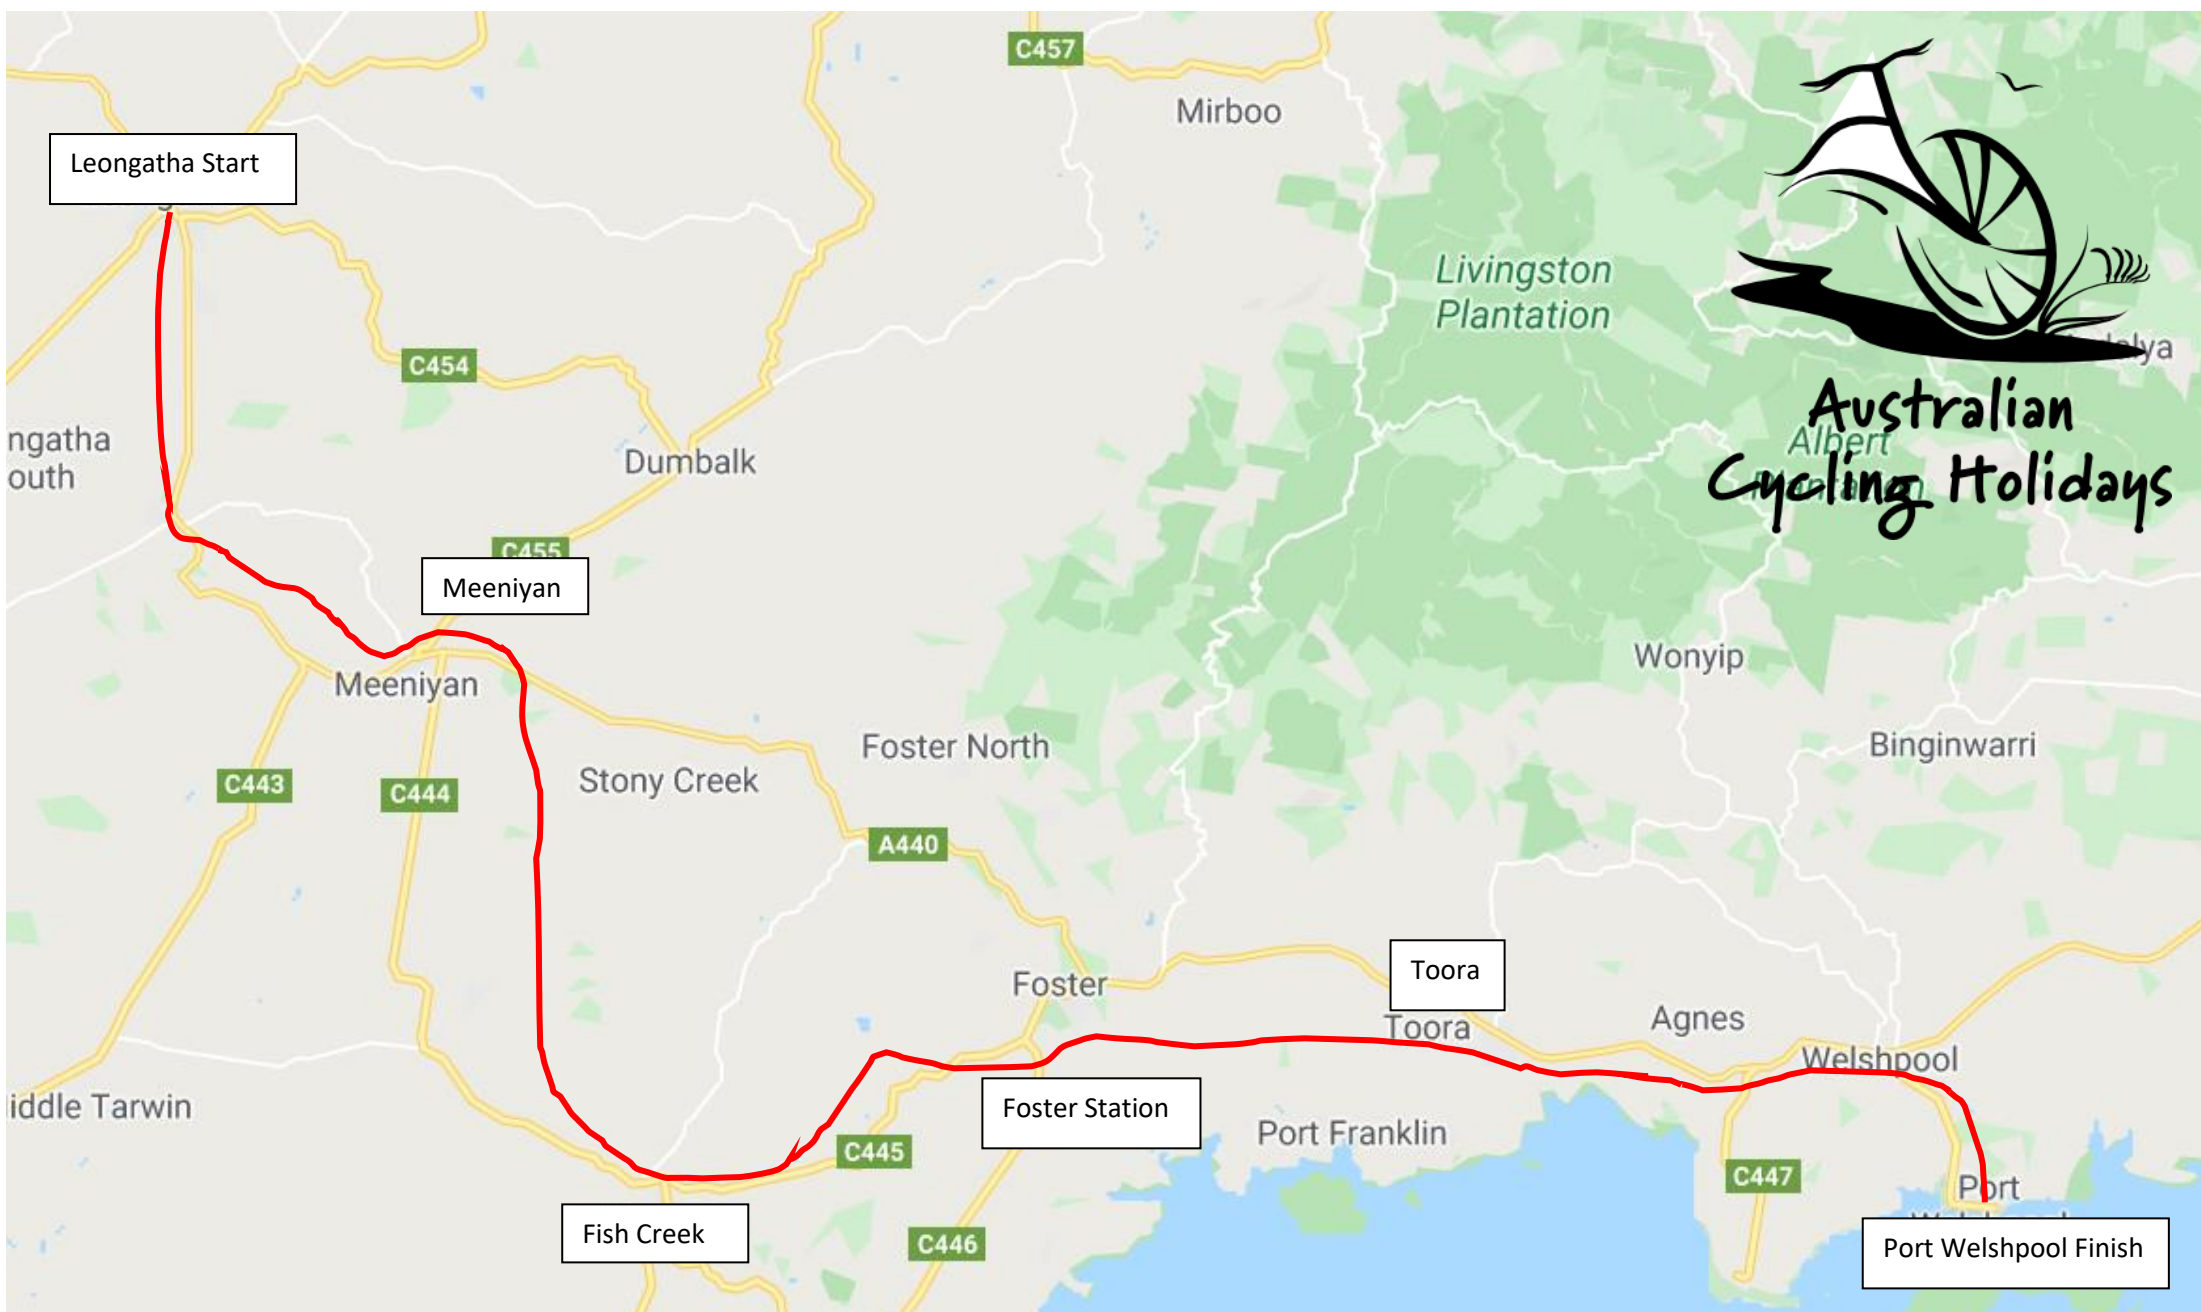 C457
Mirboo
Leongatha Start
Livingston
Plantation
C454
Australian
Albert
Cycling Holidays
ngatha
outh
Dumbalk
C455
Meeniyan
Meeniyan
Wonyip
Foster North
Binginwarri
Stony Creek
C443
C444
A440
Foster
Toora
Toora
Agnes
Welshpool
iddle Tarwin
Foster Station
Port Franklin
C445
C447
Port
Fish Creek
C446
Port Welshpool Finish